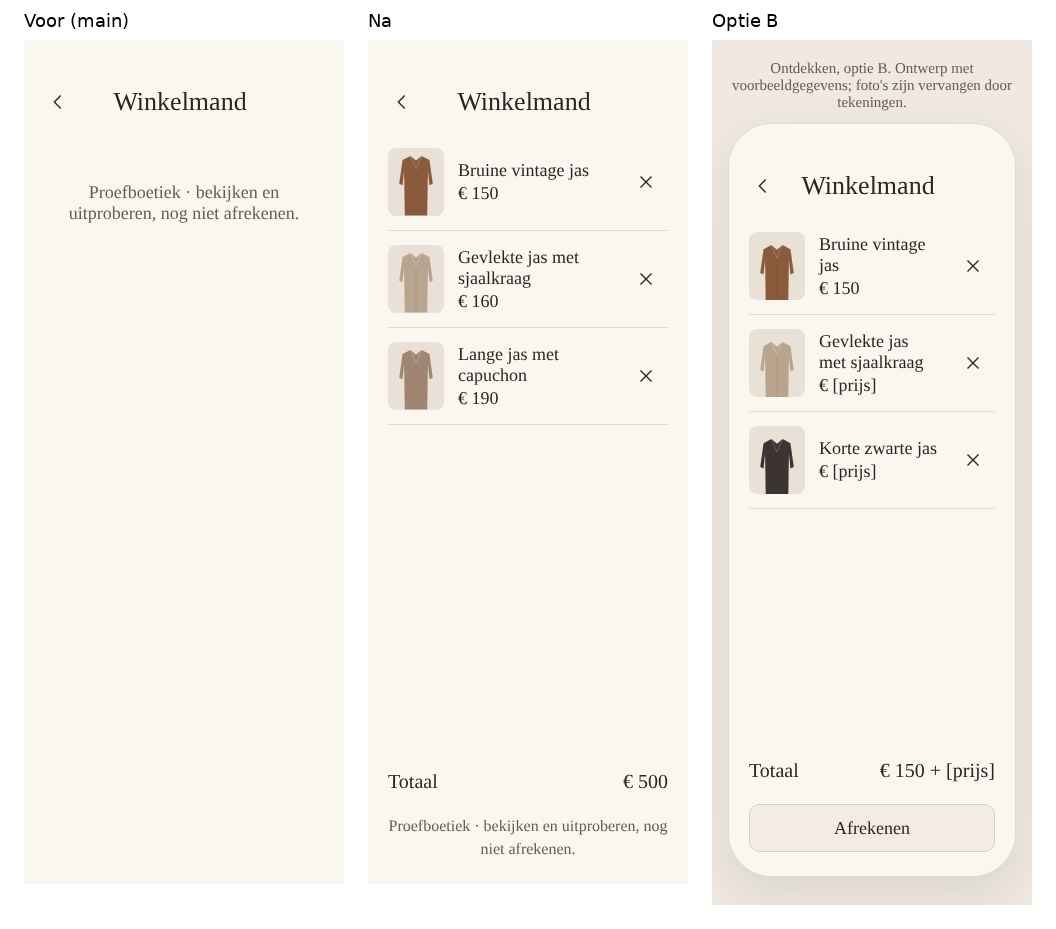 Voor (main)
Winkelmand
Proefboetiek · bekijken en
uitproberen, nog niet afrekenen.
Na
Winkelmand
Bruine vintage jas
€ 150
Gevlekte jas met
sjaalkraag
€ 160
Lange jas met
capuchon
€ 190
Totaal € 500
Proefboetiek · bekijken en uitproberen, nog
niet afrekenen.
Optie B
Ontdekken, optie B. Ontwerp met
voorbeeldgegevens; foto's zijn vervangen door
tekeningen.
Winkelmand
Bruine vintage
jas
€ 150
Gevlekte jas
met sjaalkraag
€ [prijs]
Korte zwarte jas
€ [prijs]
Totaal € 150 + [prijs]
Afrekenen